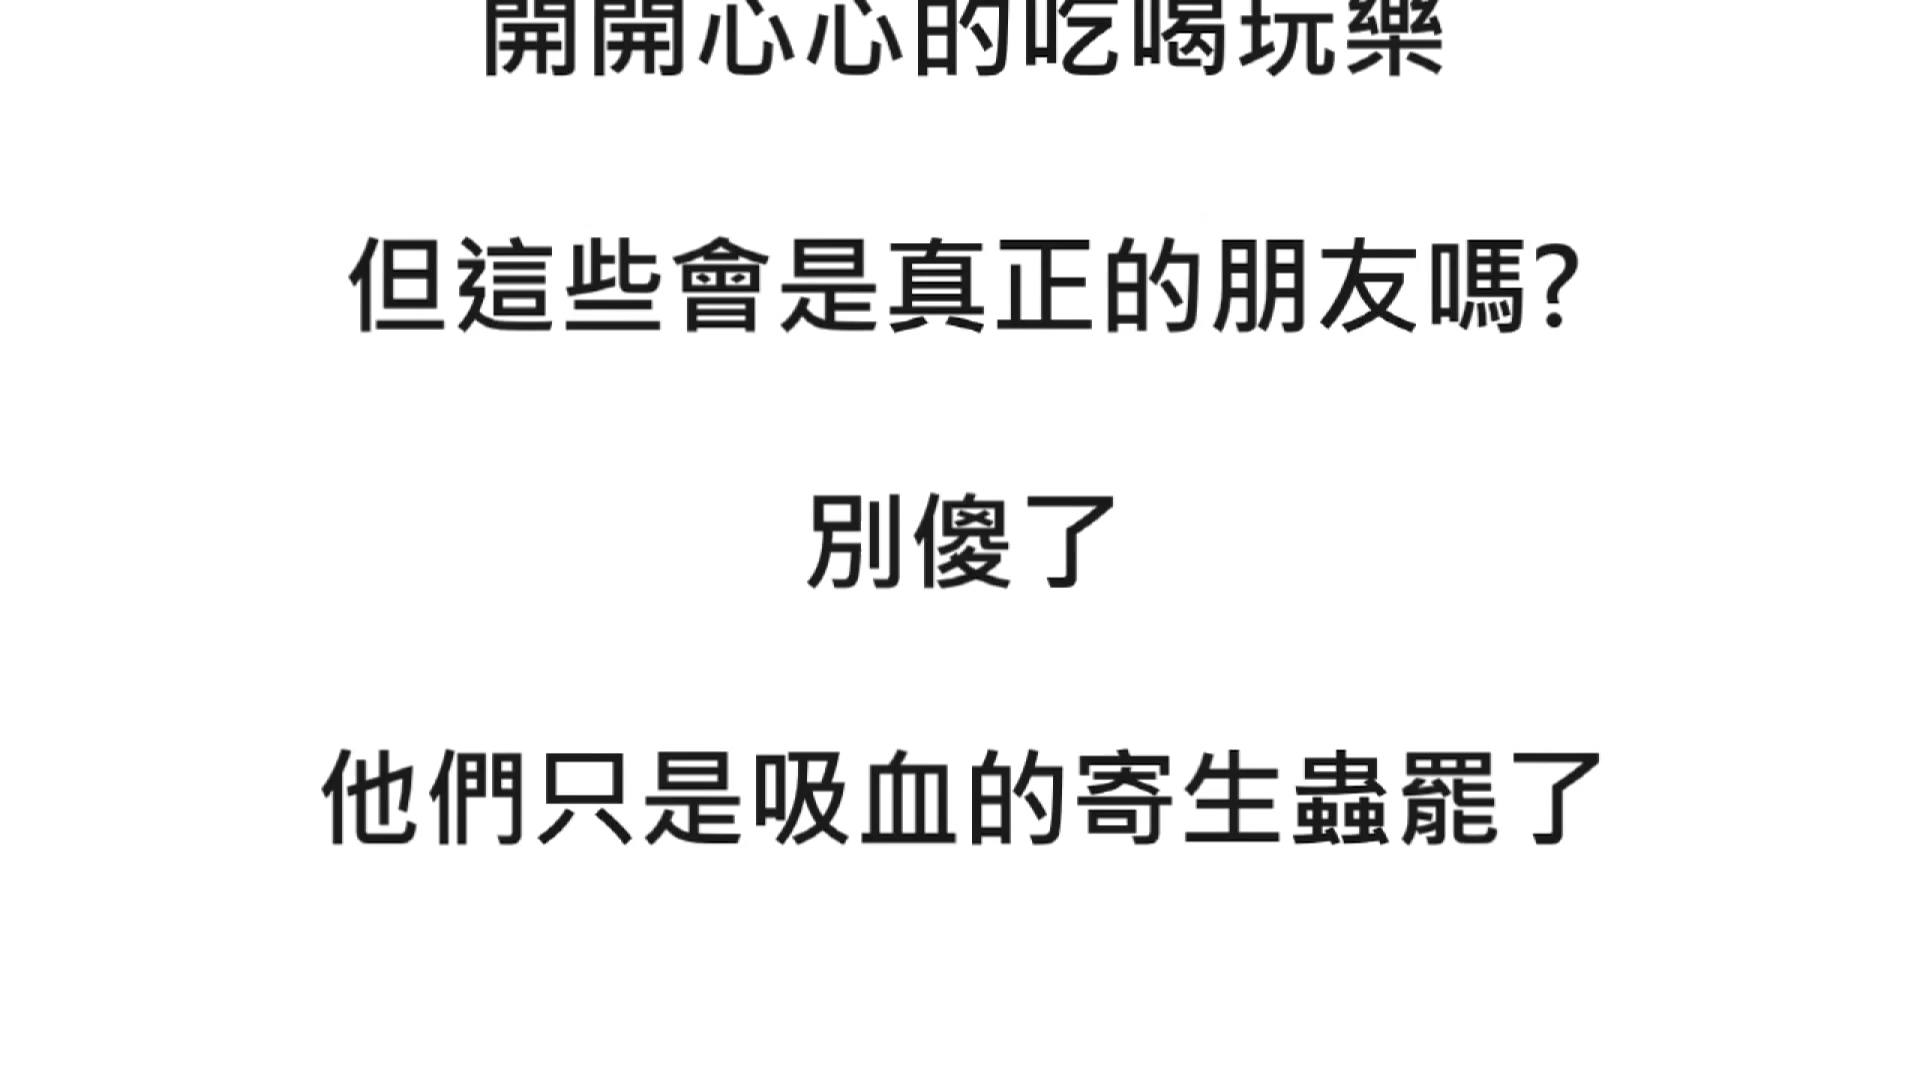 開開心心的吃喝玩樂
但這些會是真正的朋友嗎?
別傻了
他們只是吸血的寄生蟲罷了